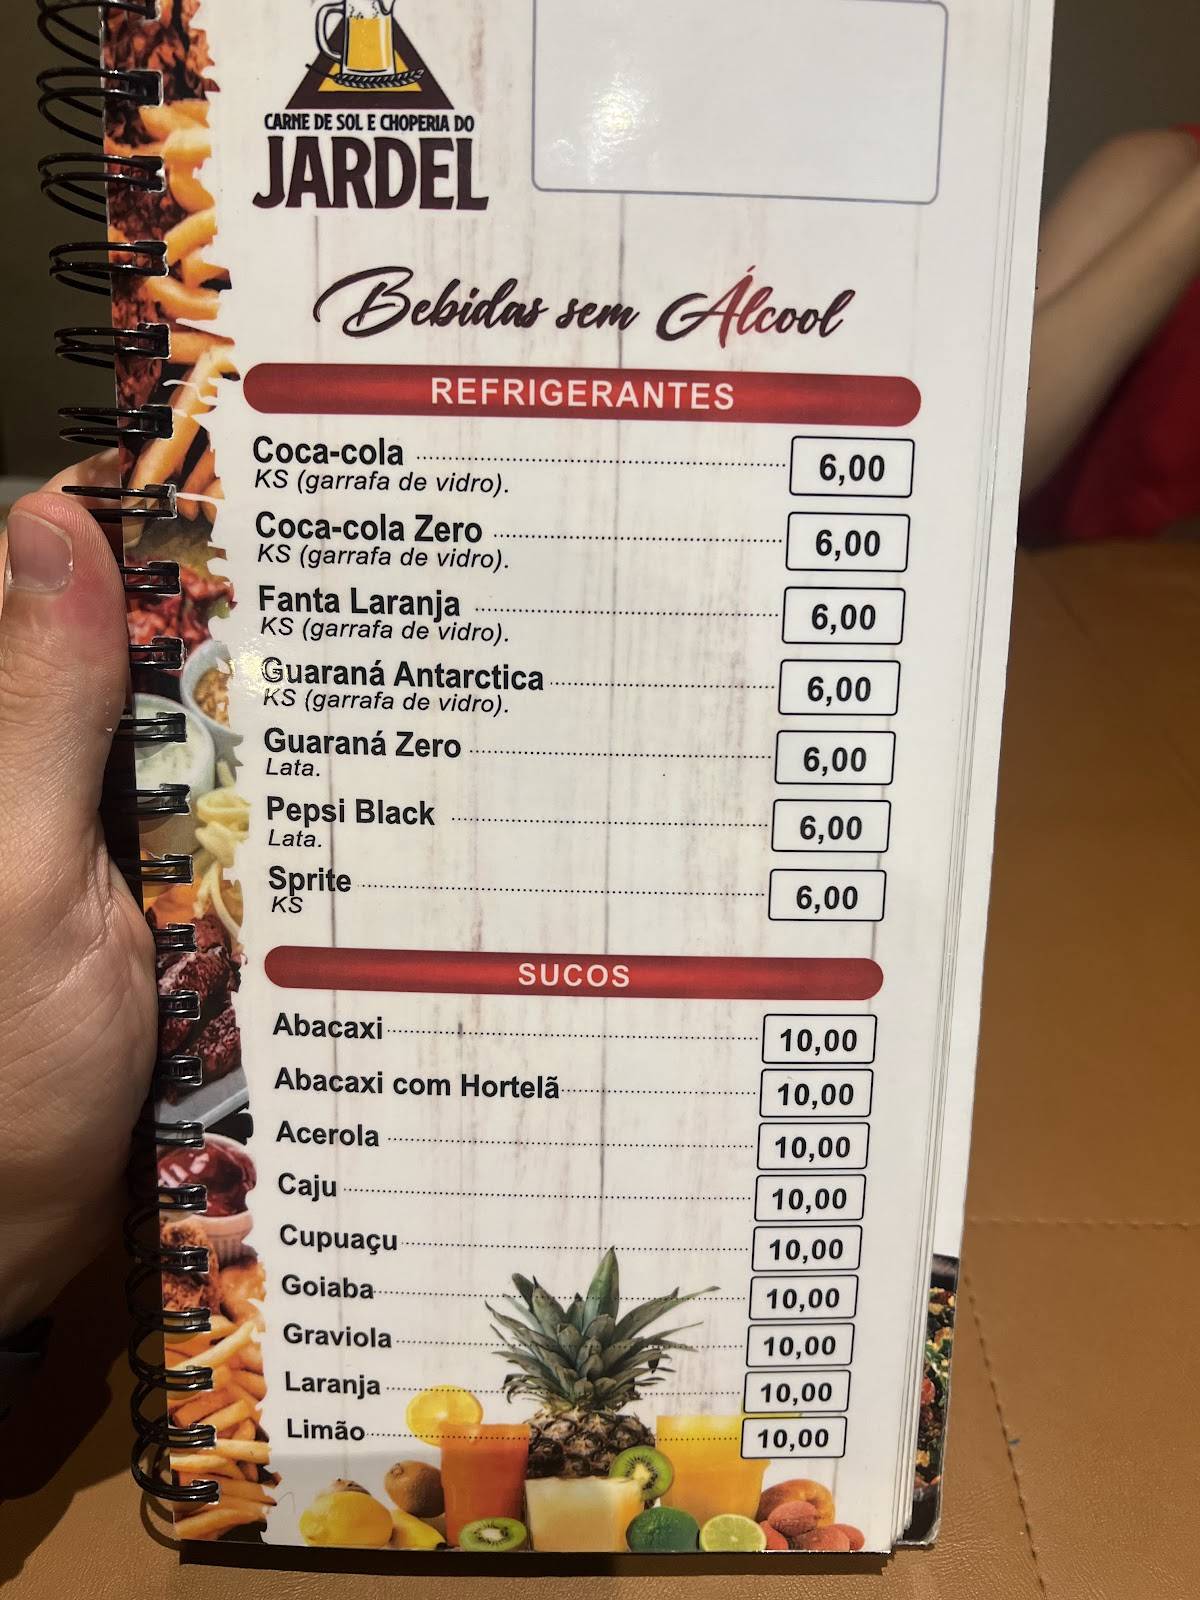 CARNE DE SOL E CHOPERIA DO
JARDEL
Bebidas sem Álcool
REFRIGERANTES
Coca-cola 6,00
KS (garrafa de vidro).
Coca-cola Zero 6,00
KS (garrafa de vidro).
Fanta Laranja 6,00
KS (garrafa de vidro).
Guaraná Antarctica 6,00
KS (garrafa de vidro).
Guaraná Zero 6,00
Lata.
Pepsi Black 6,00
Lata.
Sprite 6,00
KS
SUCOS
Abacaxi 10,00
Abacaxi com Hortelã 10,00
Acerola 10,00
Caju 10,00
Cupuaçu 10,00
Goiaba 10,00
Graviola 10,00
Laranja 10,00
Limão 10,00